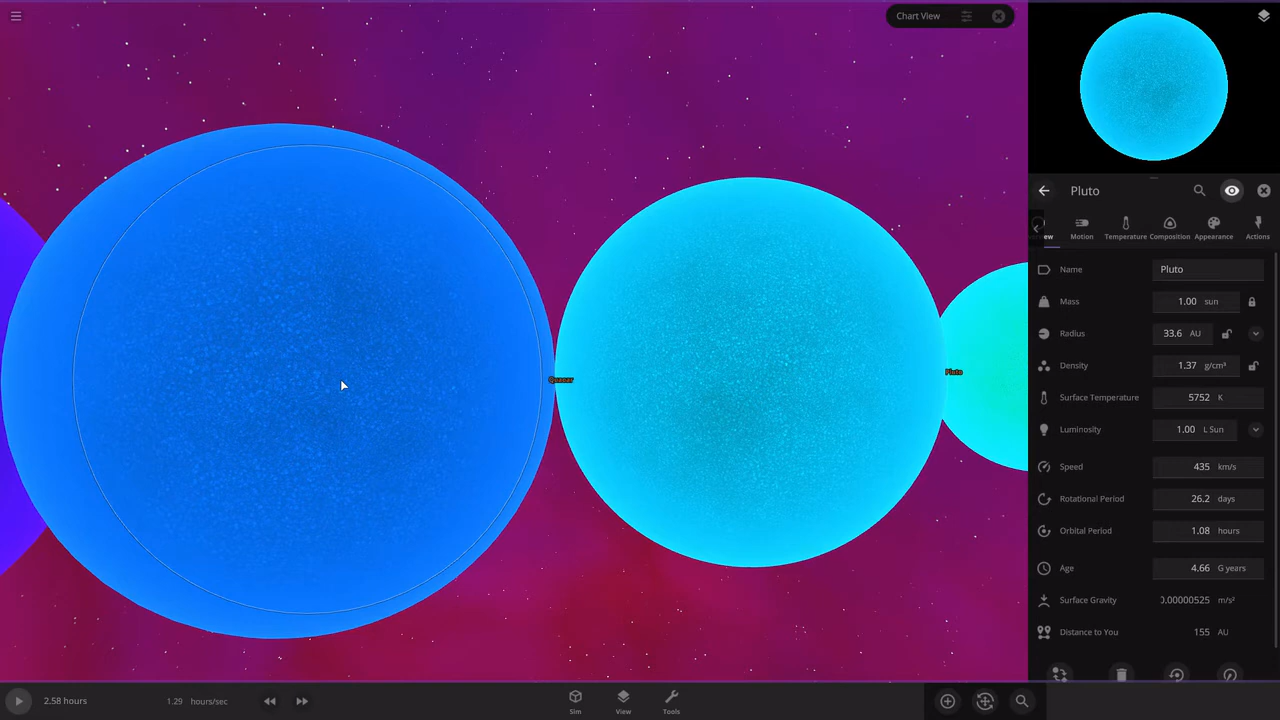 Chart View
Pluto
Motion
Temperature
Composition
Appearance
Actions
Name Pluto
Mass 1.00 sun
Radius 33.6 AU
Density 1.37 g/cm³
Surface Temperature 5752 K
Luminosity 1.00 L Sun
Speed 435 km/s
Rotational Period 26.2 days
Orbital Period 1.08 hours
Age 4.66 G years
Surface Gravity 0.00000525 m/s²
Distance to You 155 AU
Quasar
Pluto
2.58 hours
1.29 hours/sec
Sim
View
Tools